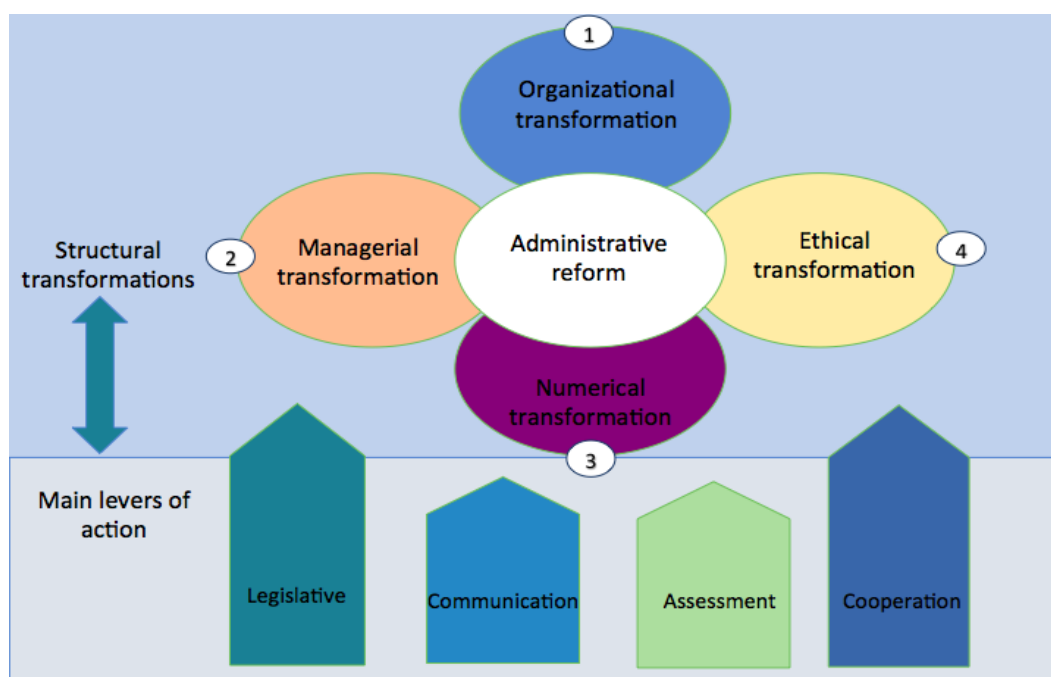 1
Organizational
transformation
Structural
transformations
2
Managerial
transformation
Administrative
reform
Ethical
transformation
4
Numerical
transformation
3
Main levers of
action
Legislative
Communication
Assessment
Cooperation